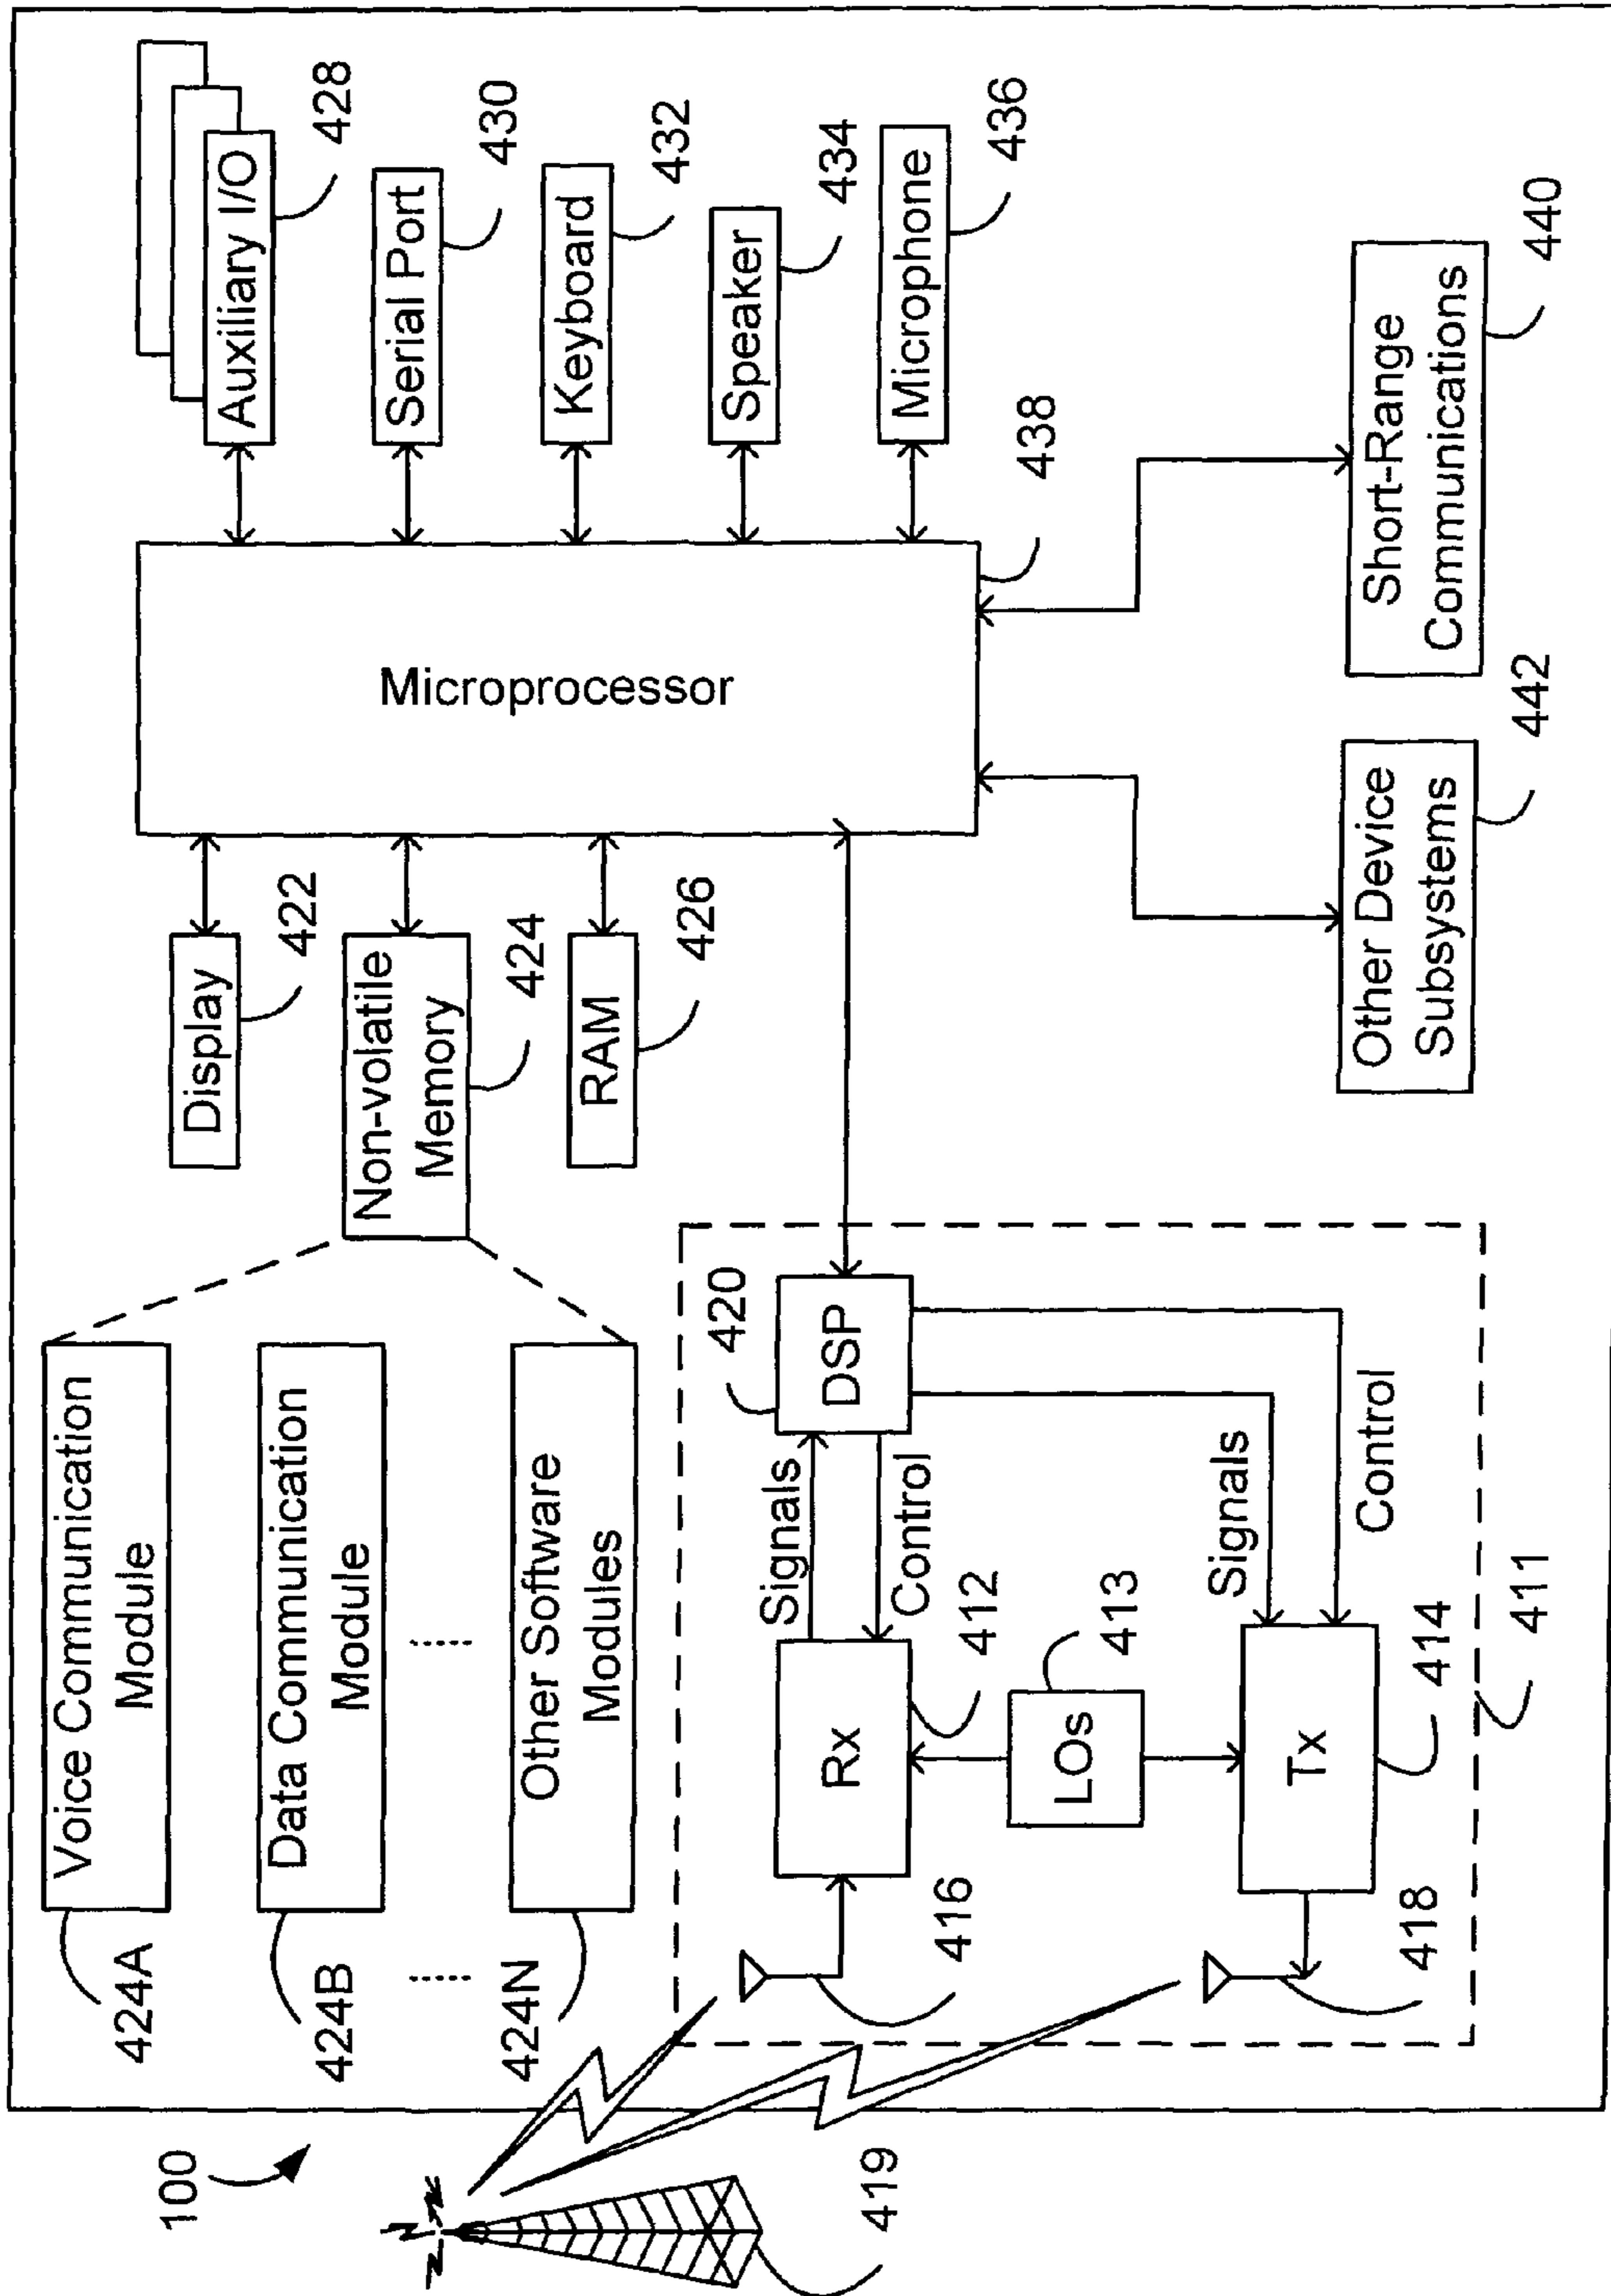 100
419
424A
Voice Communication
Module
424B
Data Communication
Module
424N
Other Software
Modules
Display
422
Non-volatile
Memory
424
RAM
426
Microprocessor
438
Auxiliary I/O
428
Serial Port
430
Keyboard
432
Speaker
434
Microphone
436
Short-Range
Communications
440
Other Device
Subsystems
442
DSP
420
Signals
Control
Rx
412
LOs
413
Signals
Control
Tx
414
416
418
411